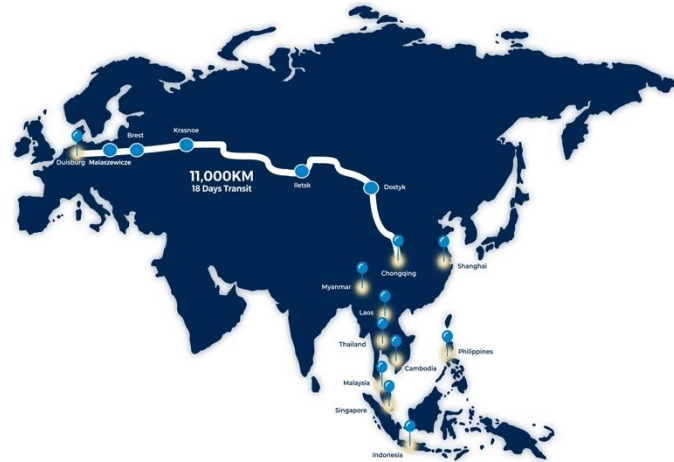 Duisburg
Malaszewicze
Brest
Krasnoe
11,000KM
18 Days Transit
Iletsk
Dostyk
Chongqing
Shanghai
Myanmar
Laos
Thailand
Cambodia
Philippines
Malaysia
Singapore
Indonesia